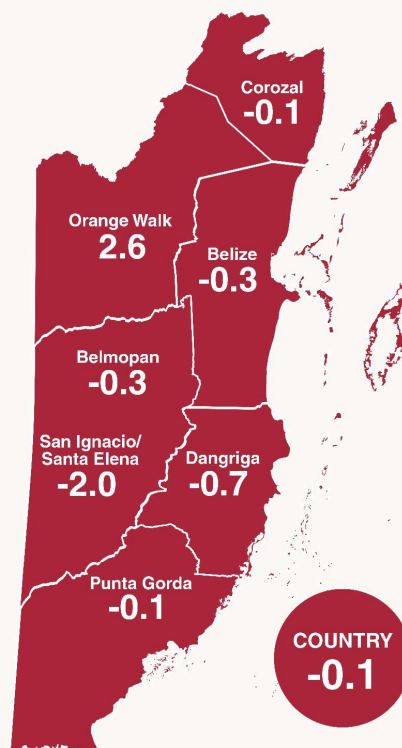 Corozal
-0.1
Orange Walk
2.6
Belize
-0.3
Belmopan
-0.3
San Ignacio/
Santa Elena
-2.0
Dangriga
-0.7
Punta Gorda
-0.1
COUNTRY
-0.1